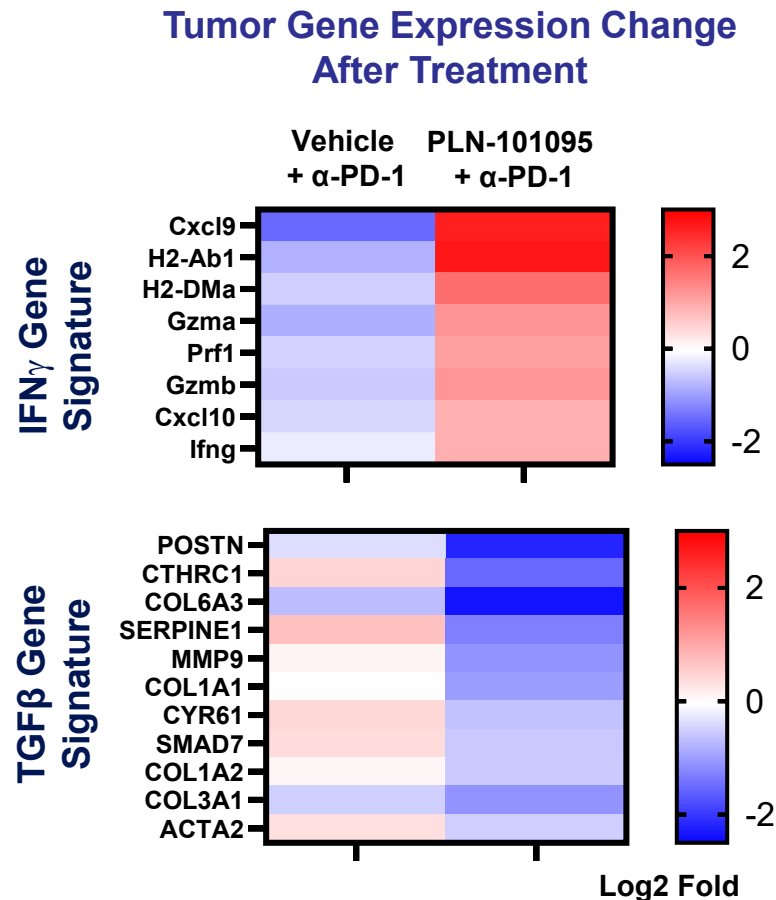 Tumor Gene Expression Change
After Treatment
Vehicle
+ α-PD-1
PLN-101095
+ α-PD-1
IFNγ Gene
Signature
Cxcl9
H2-Ab1
H2-DMa
Gzma
Prf1
Gzmb
Cxcl10
Ifng
2
0
-2
TGFβ Gene
Signature
POSTN
CTHRC1
COL6A3
SERPINE1
MMP9
COL1A1
CYR61
SMAD7
COL1A2
COL3A1
ACTA2
2
0
-2
Log2 Fold